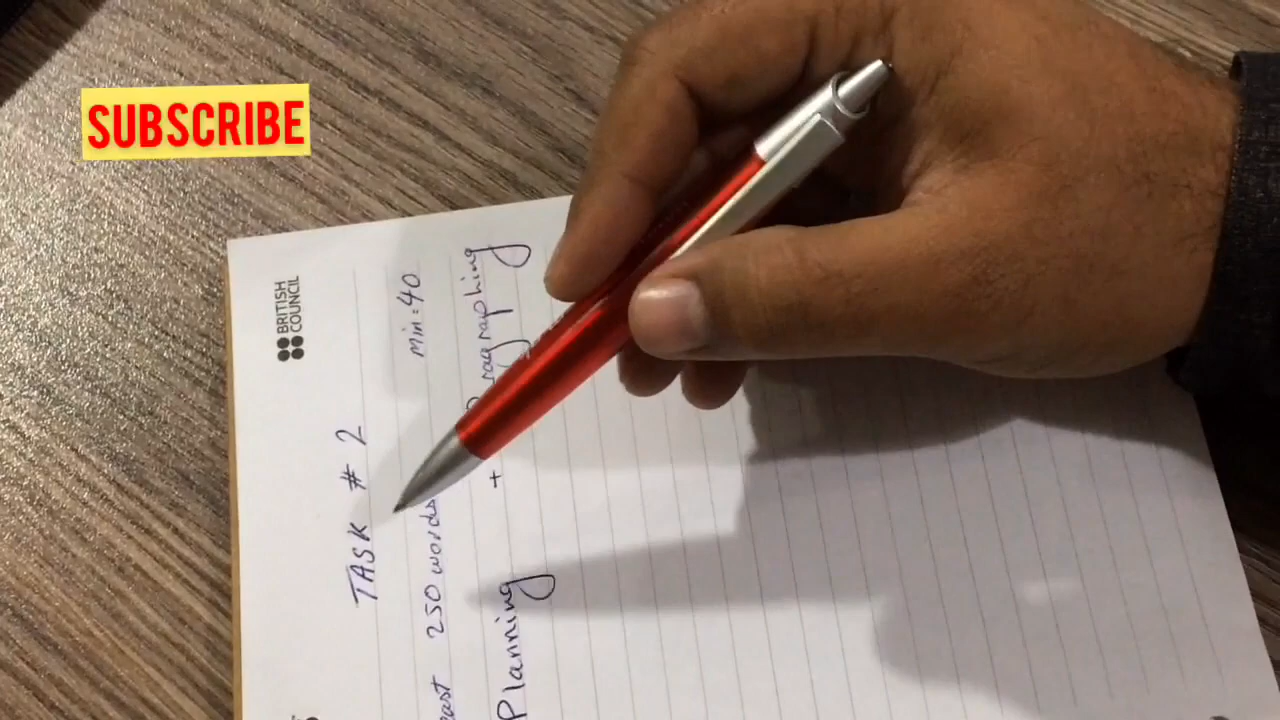 SUBSCRIBE
BRITISH
COUNCIL
TASK # 2
250 words min = 40
Planning +